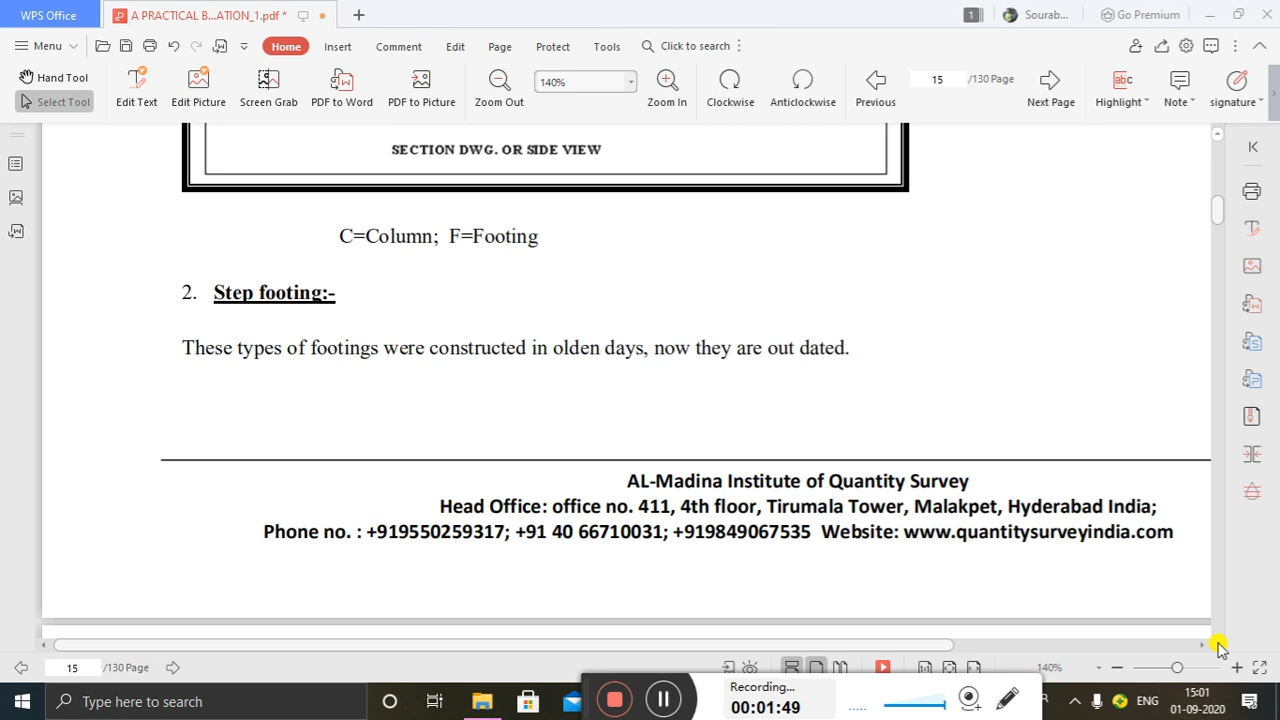 WPS Office
A PRACTICAL B...ATION_1.pdf *
1
Sourab...
Go Premium
Menu
Home
Insert
Comment
Edit
Page
Protect
Tools
Click to search
Hand Tool
Select Tool
Edit Text
Edit Picture
Screen Grab
PDF to Word
PDF to Picture
Zoom Out
140%
Zoom In
Clockwise
Anticlockwise
Previous
15 /130 Page
Next Page
Highlight
Note
signature
SECTION DWG. OR SIDE VIEW
C=Column; F=Footing
2. Step footing:-
These types of footings were constructed in olden days, now they are out dated.
AL-Madina Institute of Quantity Survey
Head Office: office no. 411, 4th floor, Tirumala Tower, Malakpet, Hyderabad India;
Phone no. : +919550259317; +91 40 66710031; +919849067535 Website: www.quantitysurveyindia.com
15 /130 Page
140%
Type here to search
Recording...
00:01:49
ENG
15:01
01-09-2020